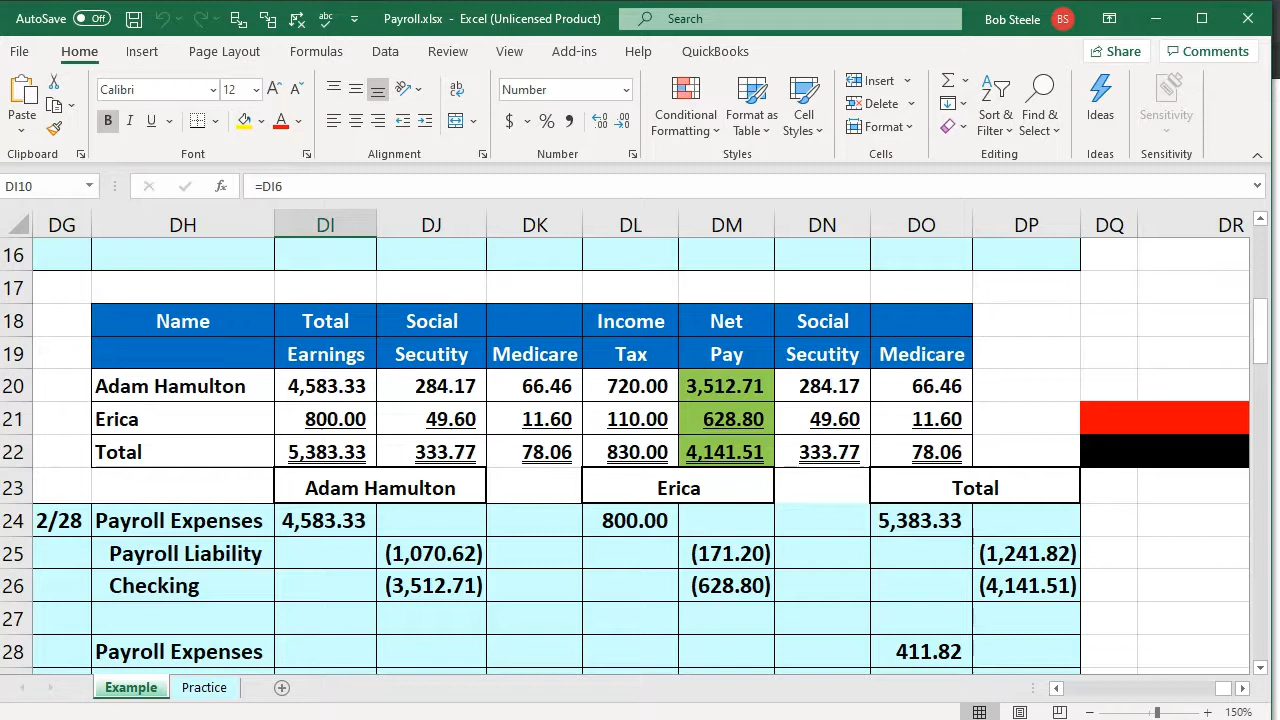 AutoSave Off Payroll.xlsx - Excel (Unlicensed Product) Search Bob Steele BS
File Home Insert Page Layout Formulas Data Review View Add-ins Help QuickBooks Share Comments
Calibri 12 Number Insert
Paste B I U Conditional Formatting Format as Table Cell Styles Delete Sort & Filter Find & Select Ideas Sensitivity
Format
Clipboard Font Alignment Number Styles Cells Editing Ideas Sensitivity
DI10 fx =DI6
DG DH DI DJ DK DL DM DN DO DP DQ DR
16
17
18 Name Total Social Income Net Social
19 Earnings Secutity Medicare Tax Pay Secutity Medicare
20 Adam Hamulton 4,583.33 284.17 66.46 720.00 3,512.71 284.17 66.46
21 Erica 800.00 49.60 11.60 110.00 628.80 49.60 11.60
22 Total 5,383.33 333.77 78.06 830.00 4,141.51 333.77 78.06
23 Adam Hamulton Erica Total
24 2/28 Payroll Expenses 4,583.33 800.00 5,383.33
25 Payroll Liability (1,070.62) (171.20) (1,241.82)
26 Checking (3,512.71) (628.80) (4,141.51)
27
28 Payroll Expenses 411.82
Example Practice
150%